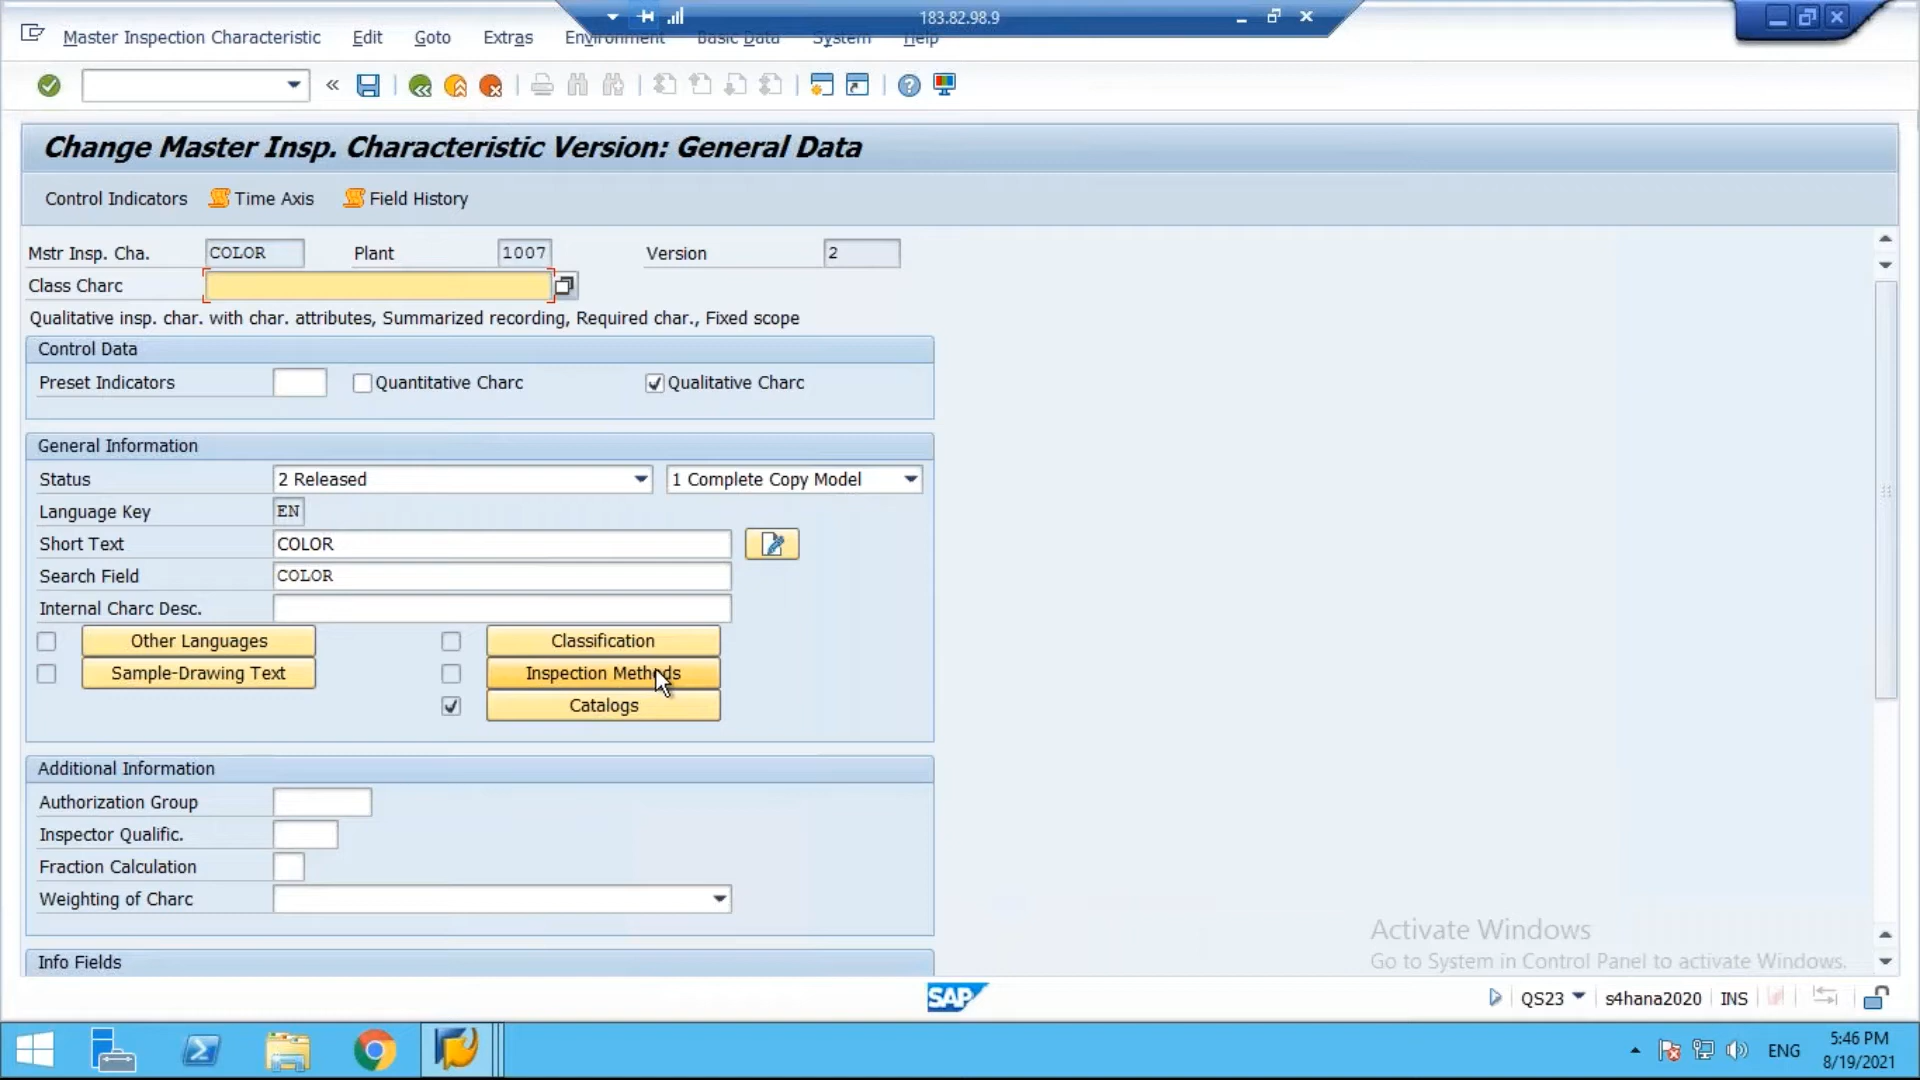 183.82.98.9
Master Inspection Characteristic Edit Goto Extras Environment Basic Data System Help
Change Master Insp. Characteristic Version: General Data
Control Indicators Time Axis Field History
Mstr Insp. Cha. COLOR Plant 1007 Version 2
Class Charc
Qualitative insp. char. with char. attributes, Summarized recording, Required char., Fixed scope
Control Data
Preset Indicators Quantitative Charc Qualitative Charc
General Information
Status 2 Released 1 Complete Copy Model
Language Key EN
Short Text COLOR
Search Field COLOR
Internal Charc Desc.
Other Languages Classification
Sample-Drawing Text Inspection Methods
Catalogs
Additional Information
Authorization Group
Inspector Qualific.
Fraction Calculation
Weighting of Charc
Activate Windows
Go to System in Control Panel to activate Windows.
Info Fields
SAP QS23 s4hana2020 INS
ENG 5:46 PM
8/19/2021